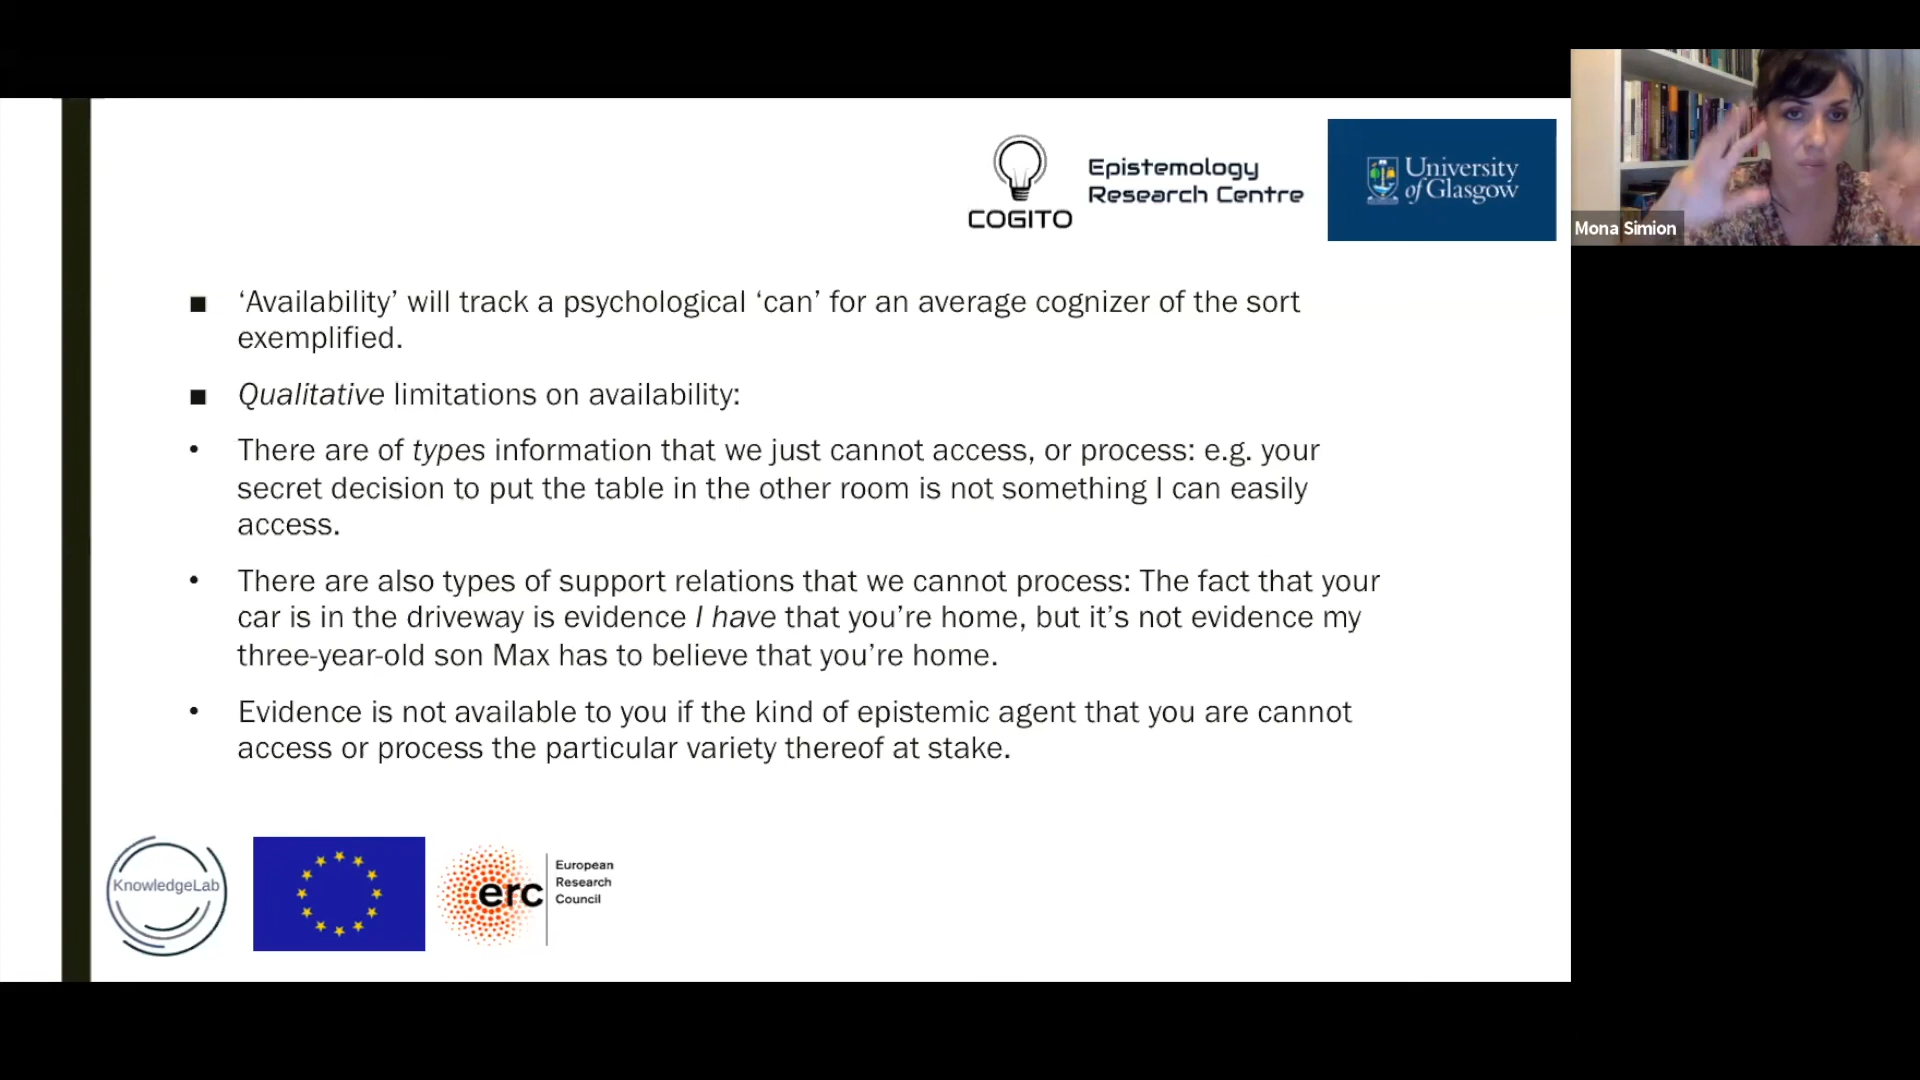 COGITO
Epistemology
Research Centre
University
of Glasgow
Mona Simion
■ ‘Availability’ will track a psychological ‘can’ for an average cognizer of the sort
exemplified.
■ Qualitative limitations on availability:
• There are of types information that we just cannot access, or process: e.g. your
secret decision to put the table in the other room is not something I can easily
access.
• There are also types of support relations that we cannot process: The fact that your
car is in the driveway is evidence I have that you’re home, but it’s not evidence my
three-year-old son Max has to believe that you’re home.
• Evidence is not available to you if the kind of epistemic agent that you are cannot
access or process the particular variety thereof at stake.
KnowledgeLab
erc
European
Research
Council